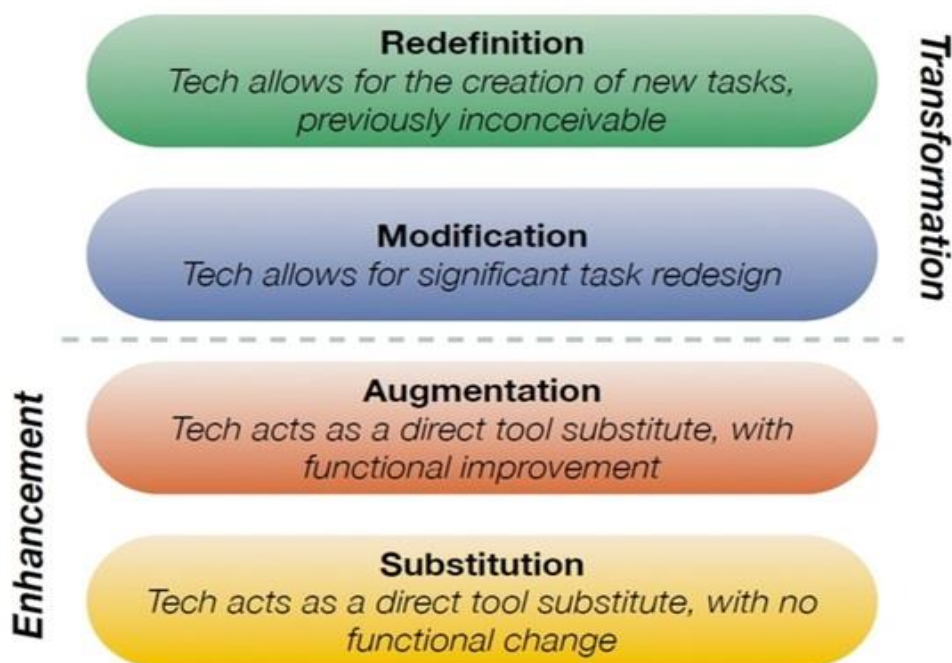 Redefinition
Tech allows for the creation of new tasks,
previously inconceivable
Transformation
Modification
Tech allows for significant task redesign
Augmentation
Tech acts as a direct tool substitute, with
functional improvement
Enhancement
Substitution
Tech acts as a direct tool substitute, with no
functional change